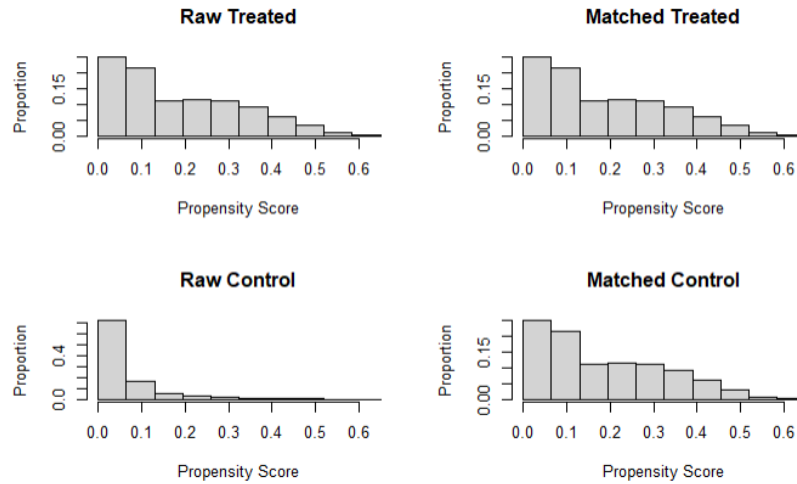 Raw Treated
Proportion
0.00 0.15
0.0 0.1 0.2 0.3 0.4 0.5 0.6
Propensity Score
Matched Treated
Proportion
0.00 0.15
0.0 0.1 0.2 0.3 0.4 0.5 0.6
Propensity Score
Raw Control
Proportion
0.0 0.4
0.0 0.1 0.2 0.3 0.4 0.5 0.6
Propensity Score
Matched Control
Proportion
0.00 0.15
0.0 0.1 0.2 0.3 0.4 0.5 0.6
Propensity Score